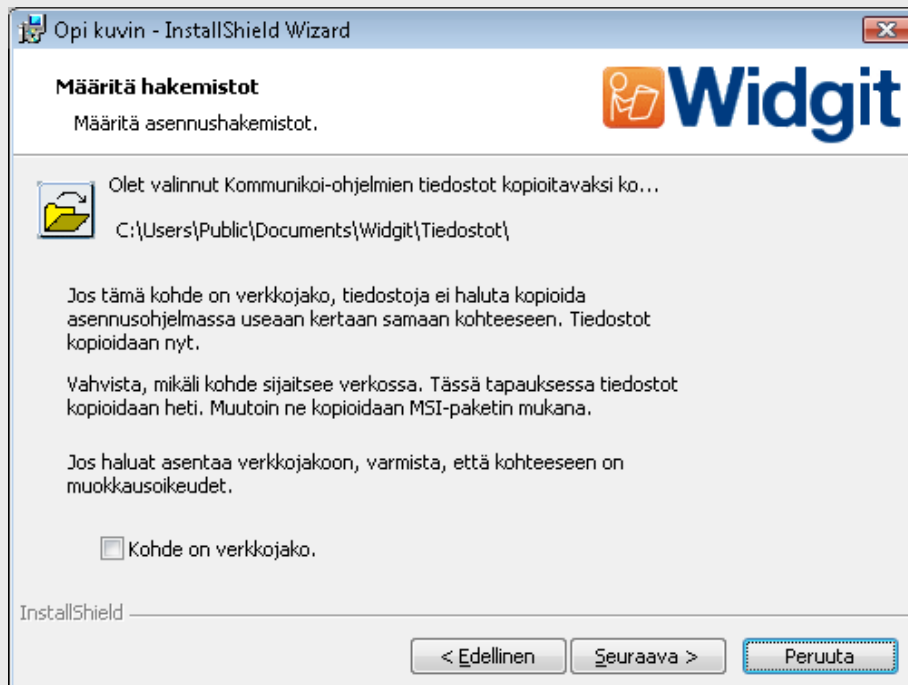 Opi kuvin - InstallShield Wizard
Määritä hakemistot
Widgit
Määritä asennushakemistot.
Olet valinnut Kommunikoi-ohjelmien tiedostot kopioitavaksi ko...
C:\Users\Public\Documents\Widgit\Tiedostot\
Jos tämä kohde on verkkojako, tiedostoja ei haluta kopioida
asennusohjelmassa useaan kertaan samaan kohteeseen. Tiedostot
kopioidaan nyt.
Vahvista, mikäli kohde sijaitsee verkossa. Tässä tapauksessa tiedostot
kopioidaan heti. Muutoin ne kopioidaan MSI-paketin mukana.
Jos haluat asentaa verkkojakoon, varmista, että kohteeseen on
muokkausoikeudet.
Kohde on verkkojako.
InstallShield
< Edellinen
Seuraava >
Peruuta